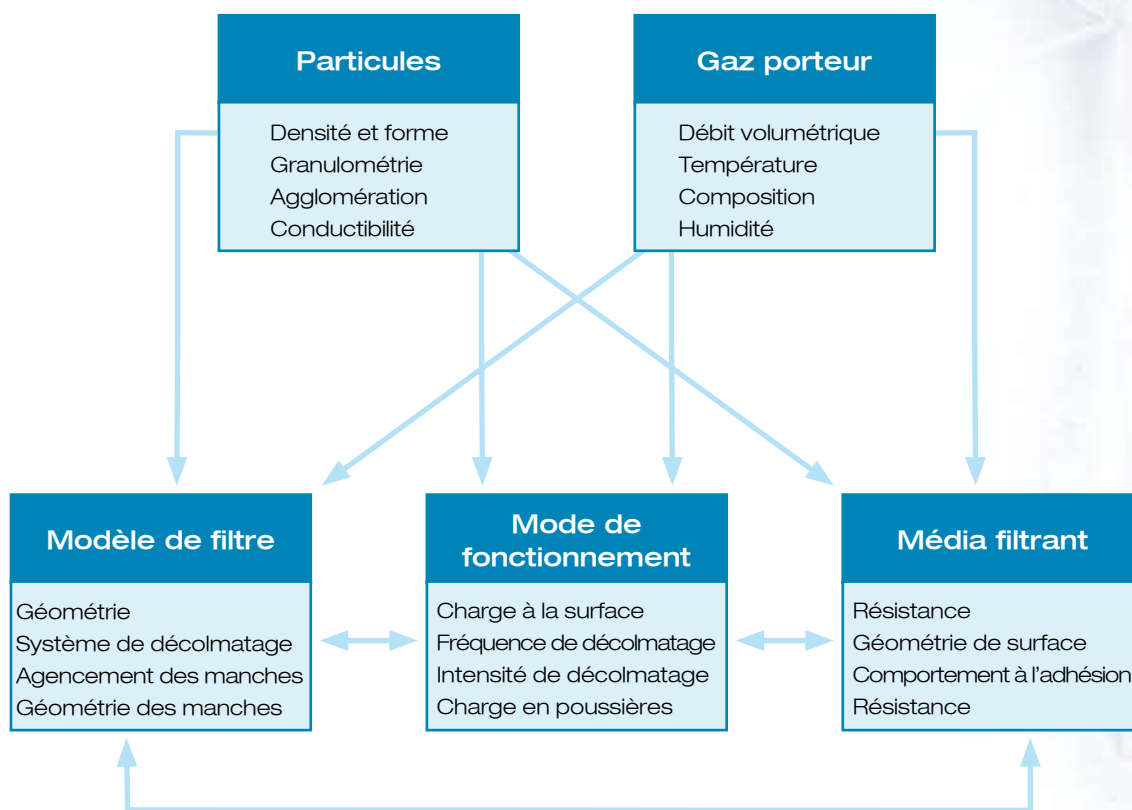 Particules
Densité et forme
Granulométrie
Agglomération
Conductibilité
Gaz porteur
Débit volumétrique
Température
Composition
Humidité
Modèle de filtre
Géométrie
Système de décolmatage
Agencement des manches
Géométrie des manches
Mode de
fonctionnement
Charge à la surface
Fréquence de décolmatage
Intensité de décolmatage
Charge en poussières
Média filtrant
Résistance
Géométrie de surface
Comportement à l'adhésion
Résistance